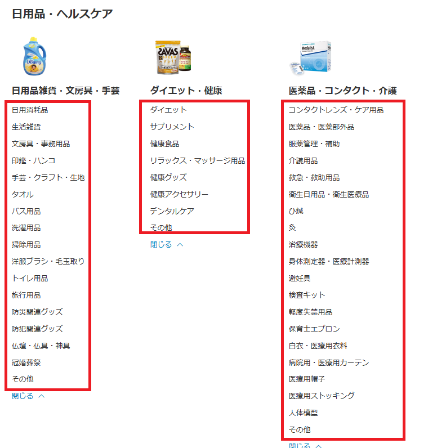 日用品・ヘルスケア
日用品雑貨・文房具・手芸
日用消耗品
生活雑貨
文房具・事務用品
印鑑・ハンコ
手芸・クラフト・生地
タオル
バス用品
洗濯用品
掃除用品
洋服ブラシ・毛玉取り
トイレ用品
旅行用品
防災関連グッズ
防犯関連グッズ
仏壇・仏具・神具
冠婚葬祭
その他
閉じる
SAVAS
ダイエット・健康
ダイエット
サプリメント
健康食品
リラックス・マッサージ用品
健康グッズ
健康アクセサリー
デンタルケア
その他
閉じる
医薬品・コンタクト・介護
コンタクトレンズ・ケア用品
医薬品・医薬部外品
服薬管理・補助
介護用品
救急・救助用品
衛生日用品・衛生医療品
ひ鍼
灸
治療機器
身体測定器・医療計測器
避妊具
検査キット
軽度失禁用品
保育士エプロン
白衣・医療用衣料
病院用・医療用カーテン
医療用帽子
医療用ストッキング
人体模型
その他
閉じる